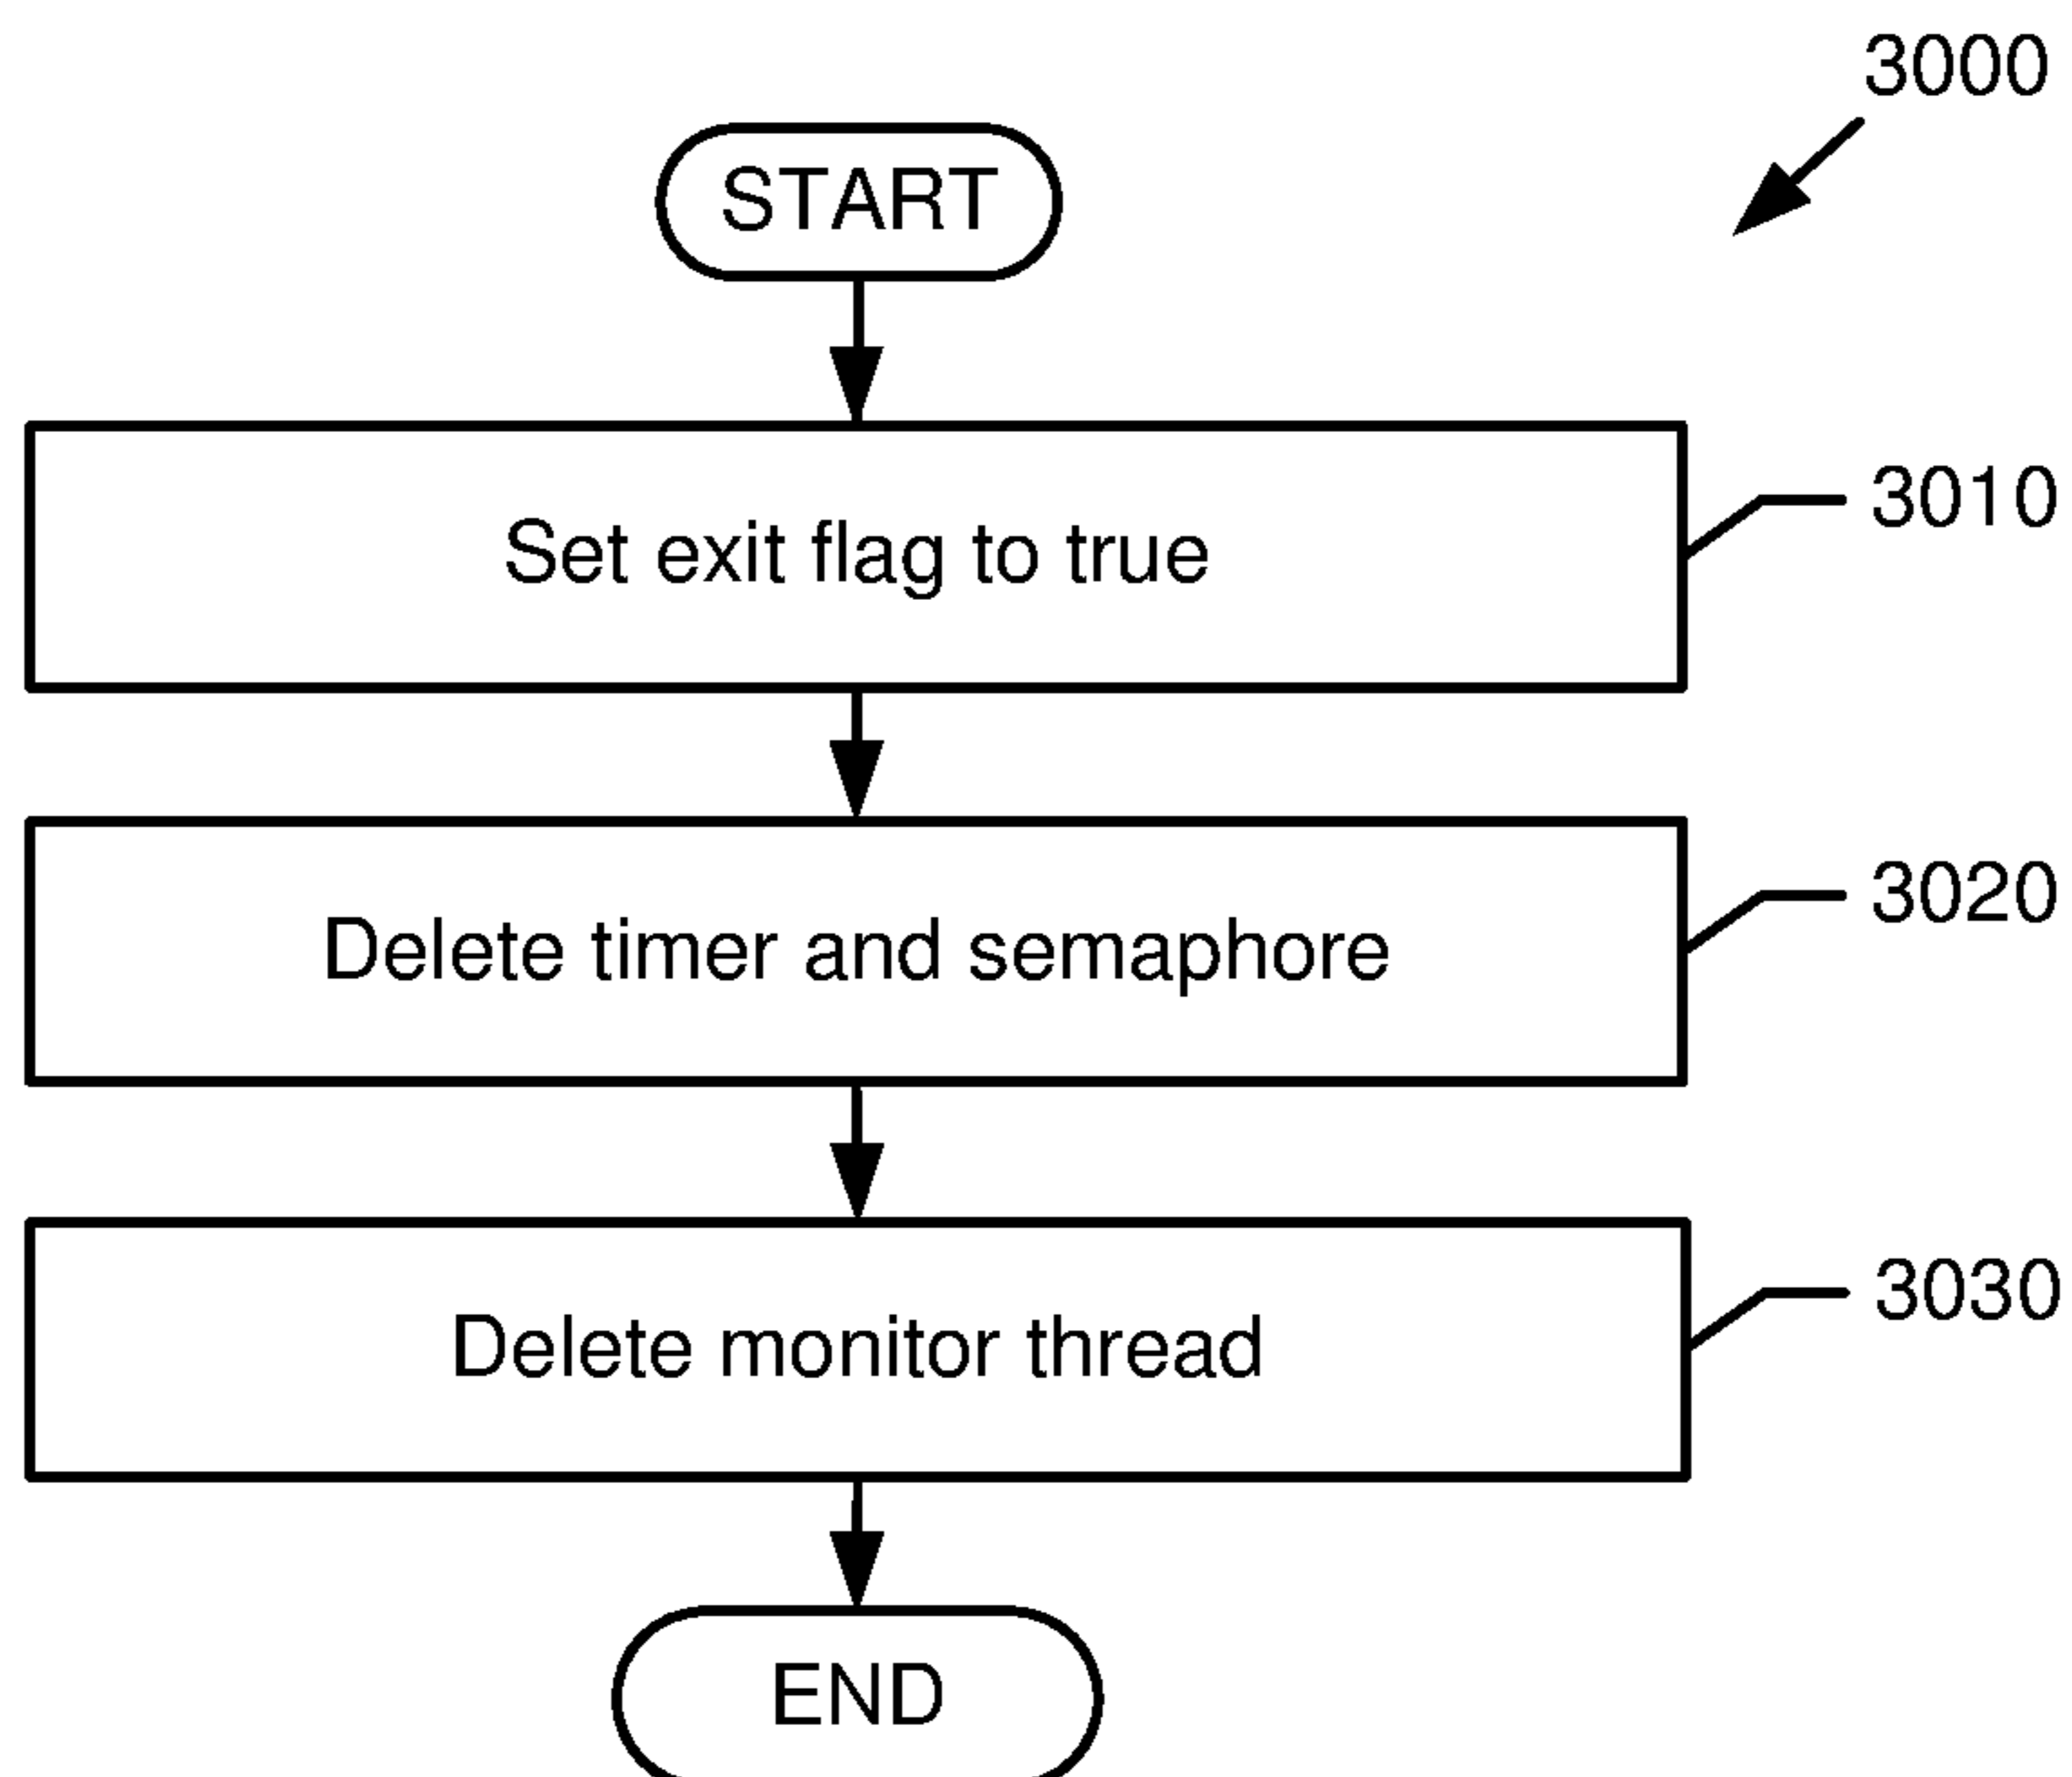 3000
START
Set exit flag to true
3010
Delete timer and semaphore
3020
Delete monitor thread
3030
END